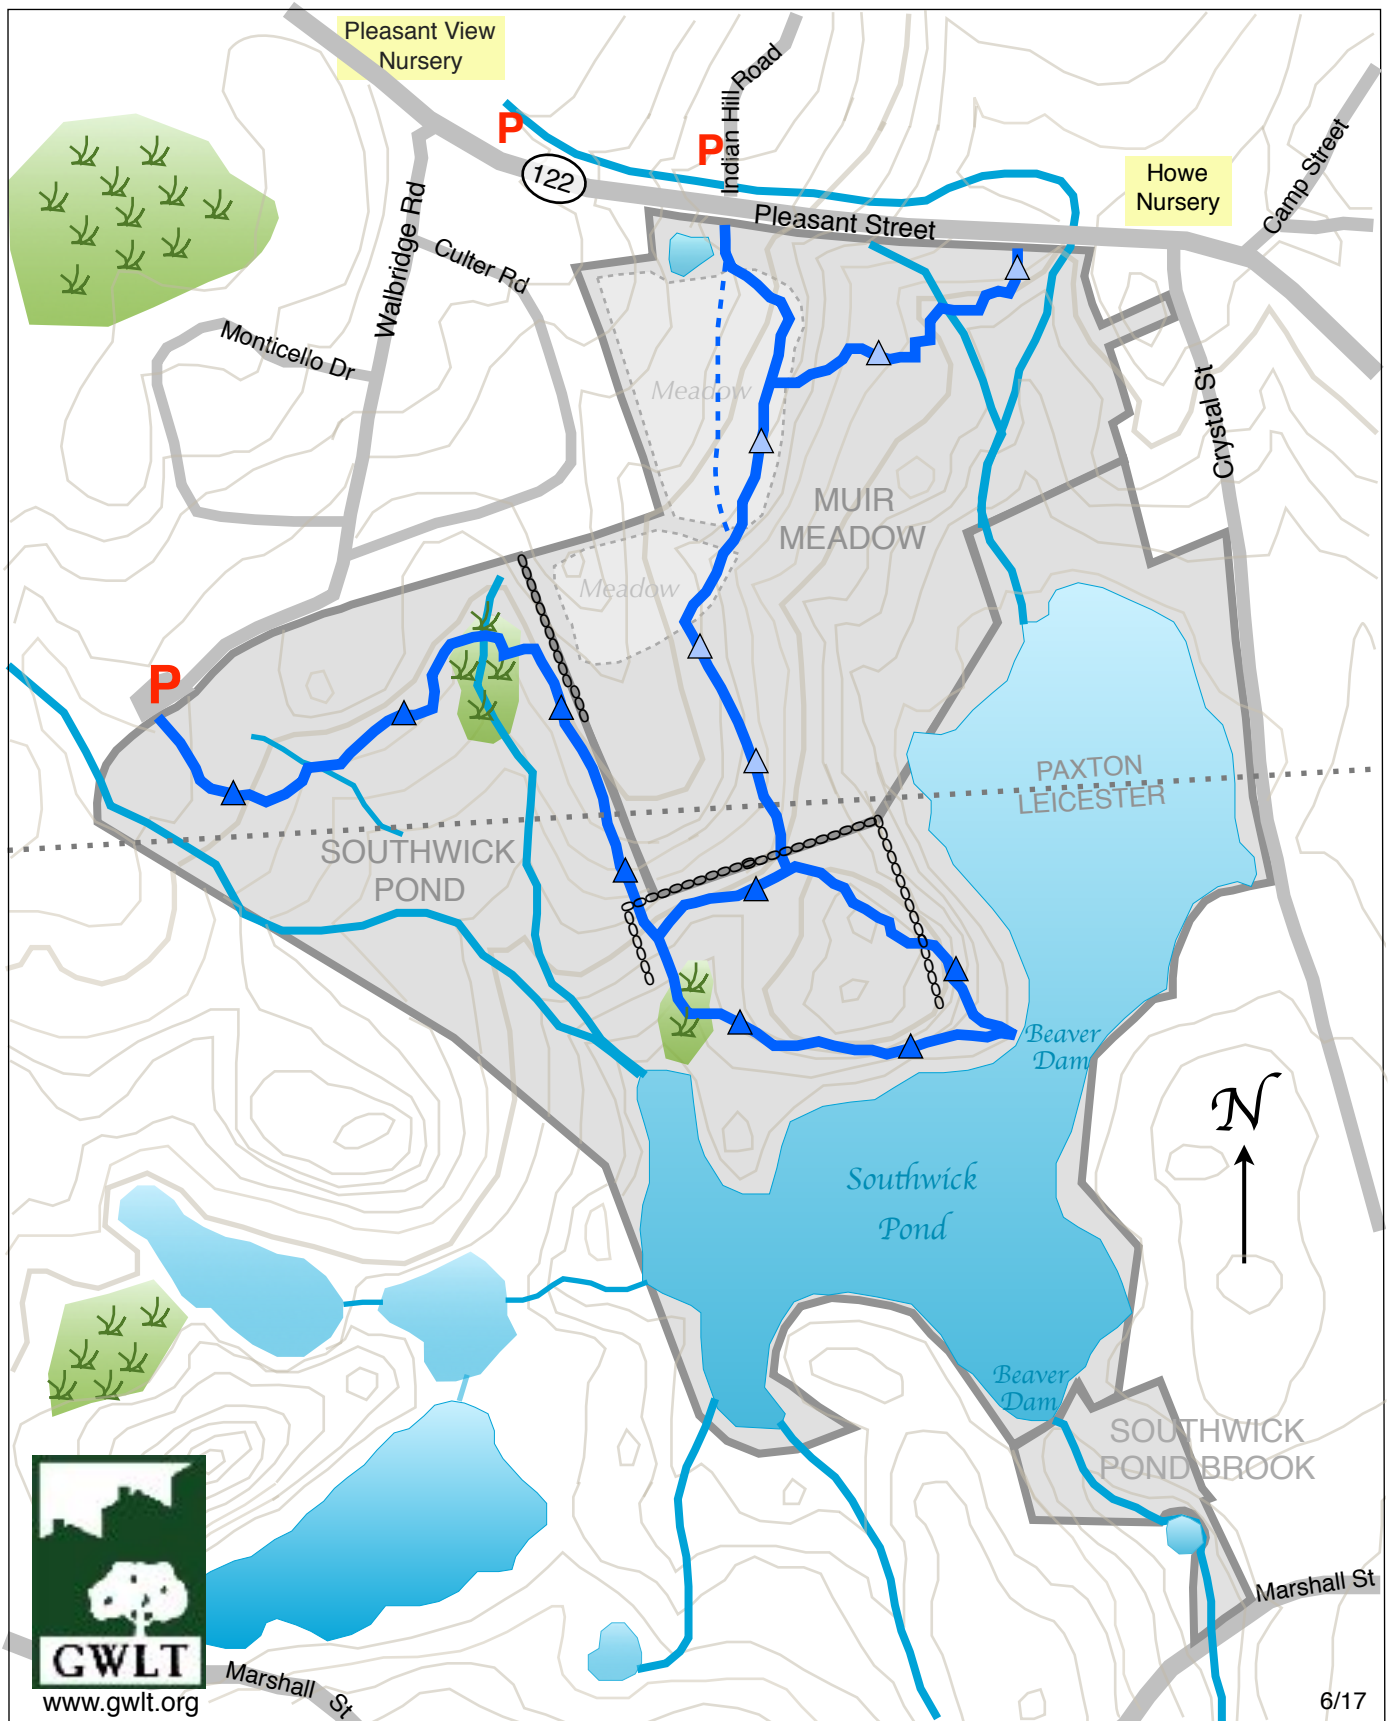 Pleasant View
Nursery
P
P
Indian Hill Road
122
Pleasant Street
Howe
Nursery
Camp Street
Walbridge Rd
Culter Rd
Monticello Dr
Crystal St
Meadow
MUIR
MEADOW
Meadow
P
PAXTON
LEICESTER
SOUTHWICK
POND
Beaver
Dam
N
Southwick
Pond
Beaver
Dam
SOUTHWICK
POND BROOK
Marshall St
GWLT
www.gwlt.org
Marshall St
6/17